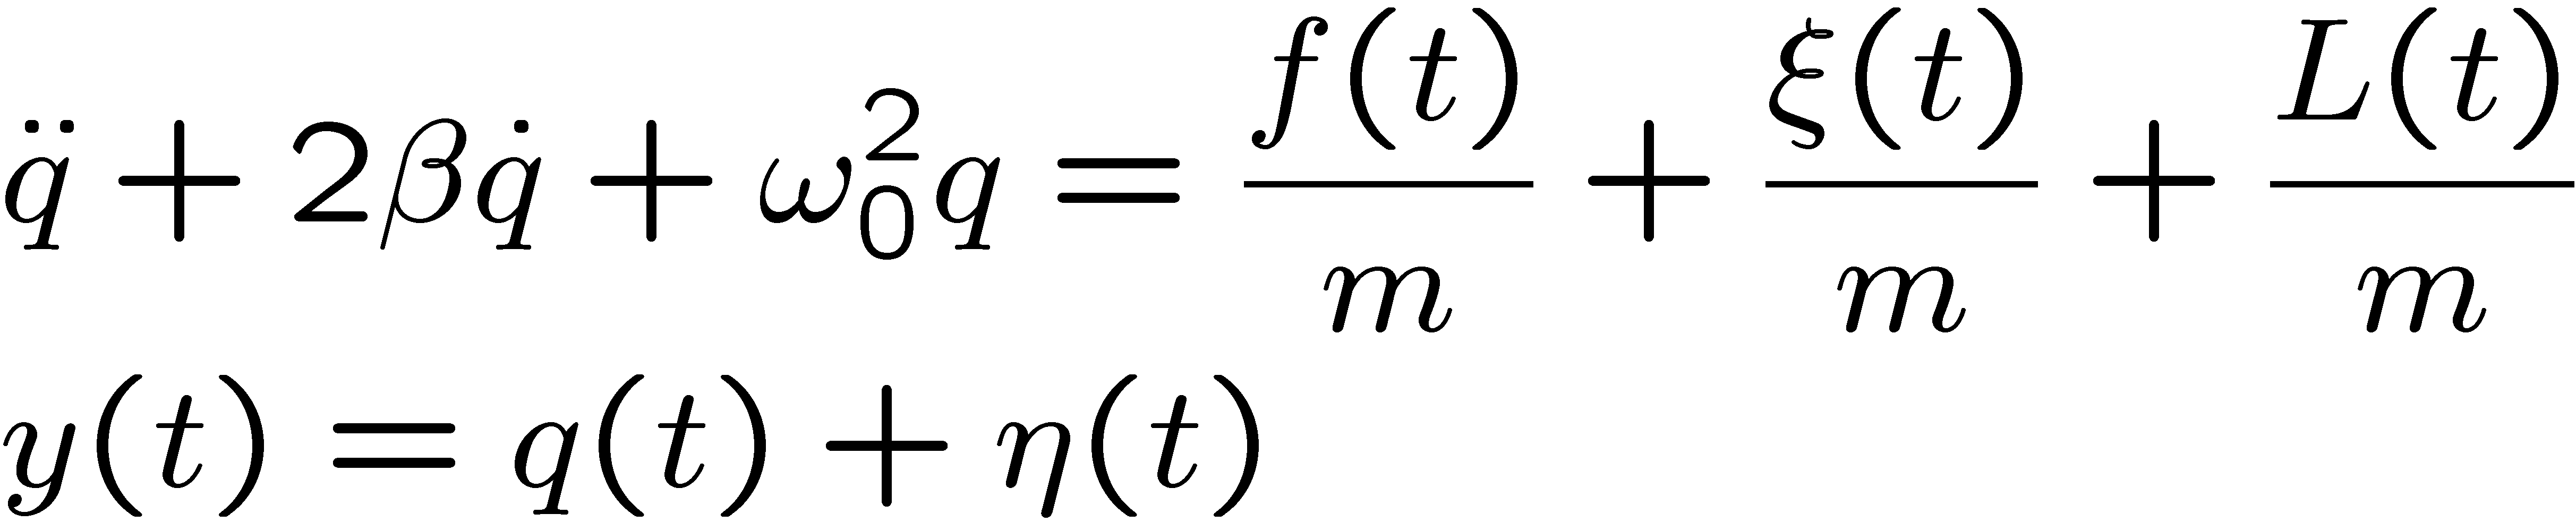 q̈ + 2βq̇ + ω₀²q = f(t)/m + ξ(t)/m + L(t)/m
y(t) = q(t) + η(t)